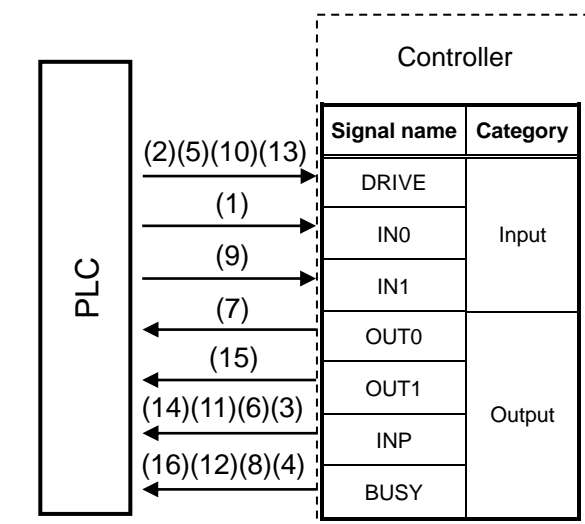 Controller
Signal name Category
(2)(5)(10)(13)
DRIVE
(1)
IN0
Input
(9)
IN1
PLC
(7)
OUT0
(15)
OUT1
(14)(11)(6)(3)
Output
INP
(16)(12)(8)(4)
BUSY